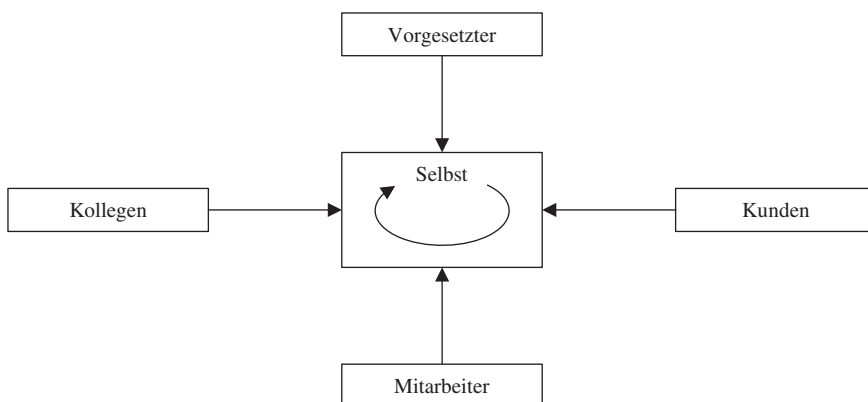 Vorgesetzter
Selbst
Kollegen
Kunden
Mitarbeiter